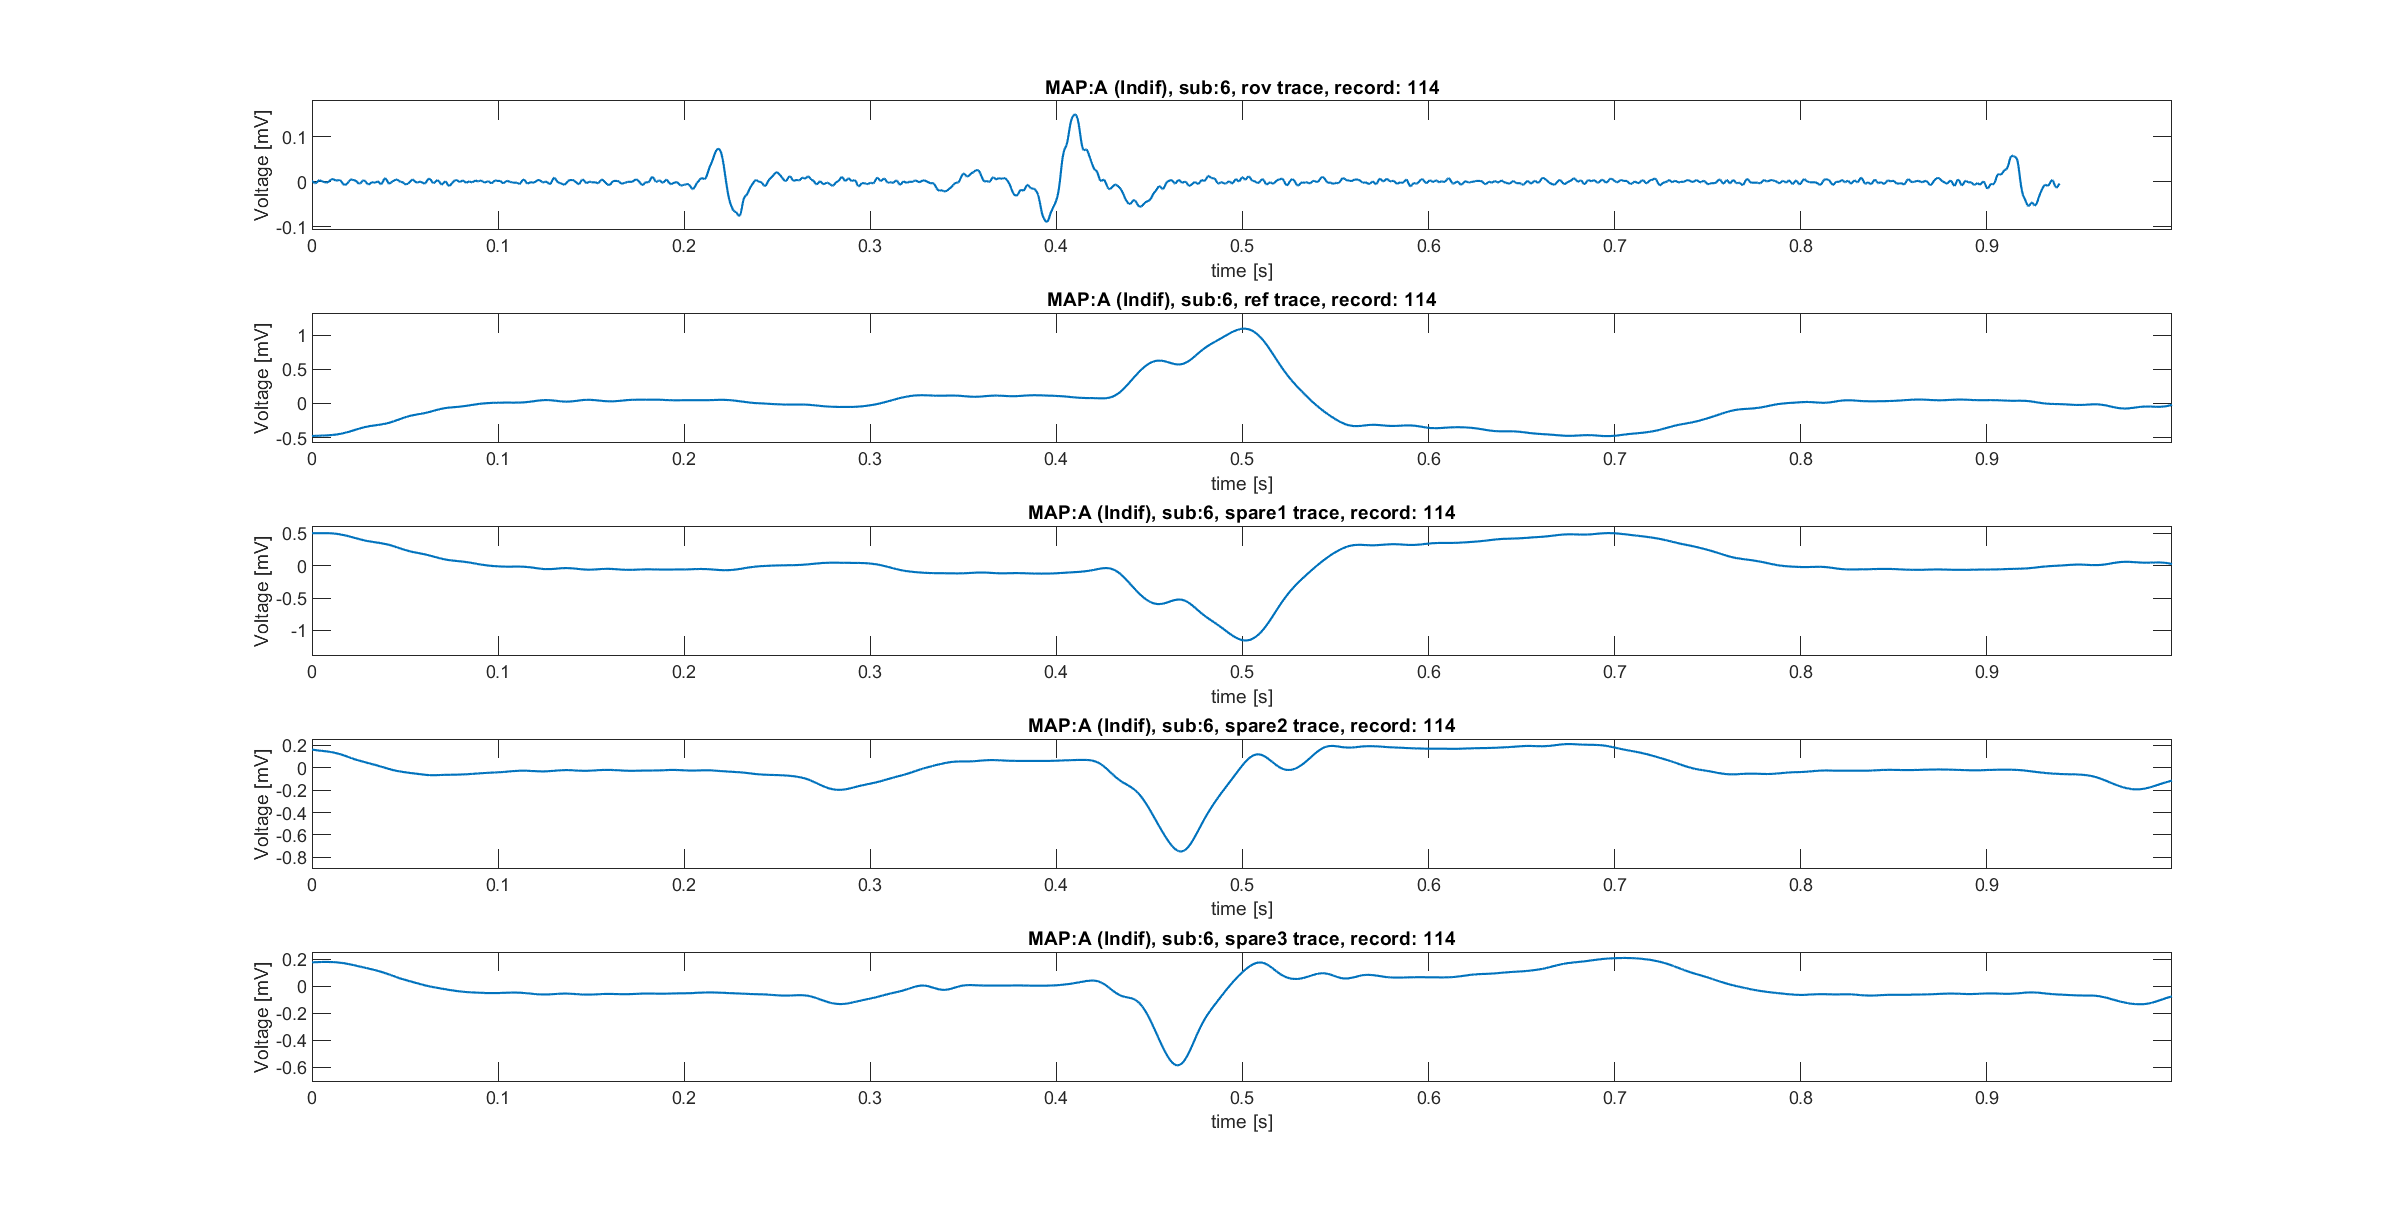 MAP:A (Indif), sub:6, rov trace, record: 114
Voltage [mV]
0.1
0
-0.1
0 0.1 0.2 0.3 0.4 0.5 0.6 0.7 0.8 0.9
time [s]
MAP:A (Indif), sub:6, ref trace, record: 114
Voltage [mV]
1
0.5
0
-0.5
0 0.1 0.2 0.3 0.4 0.5 0.6 0.7 0.8 0.9
time [s]
MAP:A (Indif), sub:6, spare1 trace, record: 114
Voltage [mV]
0.5
0
-0.5
-1
0 0.1 0.2 0.3 0.4 0.5 0.6 0.7 0.8 0.9
time [s]
MAP:A (Indif), sub:6, spare2 trace, record: 114
Voltage [mV]
0.2
0
-0.2
-0.4
-0.6
-0.8
0 0.1 0.2 0.3 0.4 0.5 0.6 0.7 0.8 0.9
time [s]
MAP:A (Indif), sub:6, spare3 trace, record: 114
Voltage [mV]
0.2
0
-0.2
-0.4
-0.6
0 0.1 0.2 0.3 0.4 0.5 0.6 0.7 0.8 0.9
time [s]